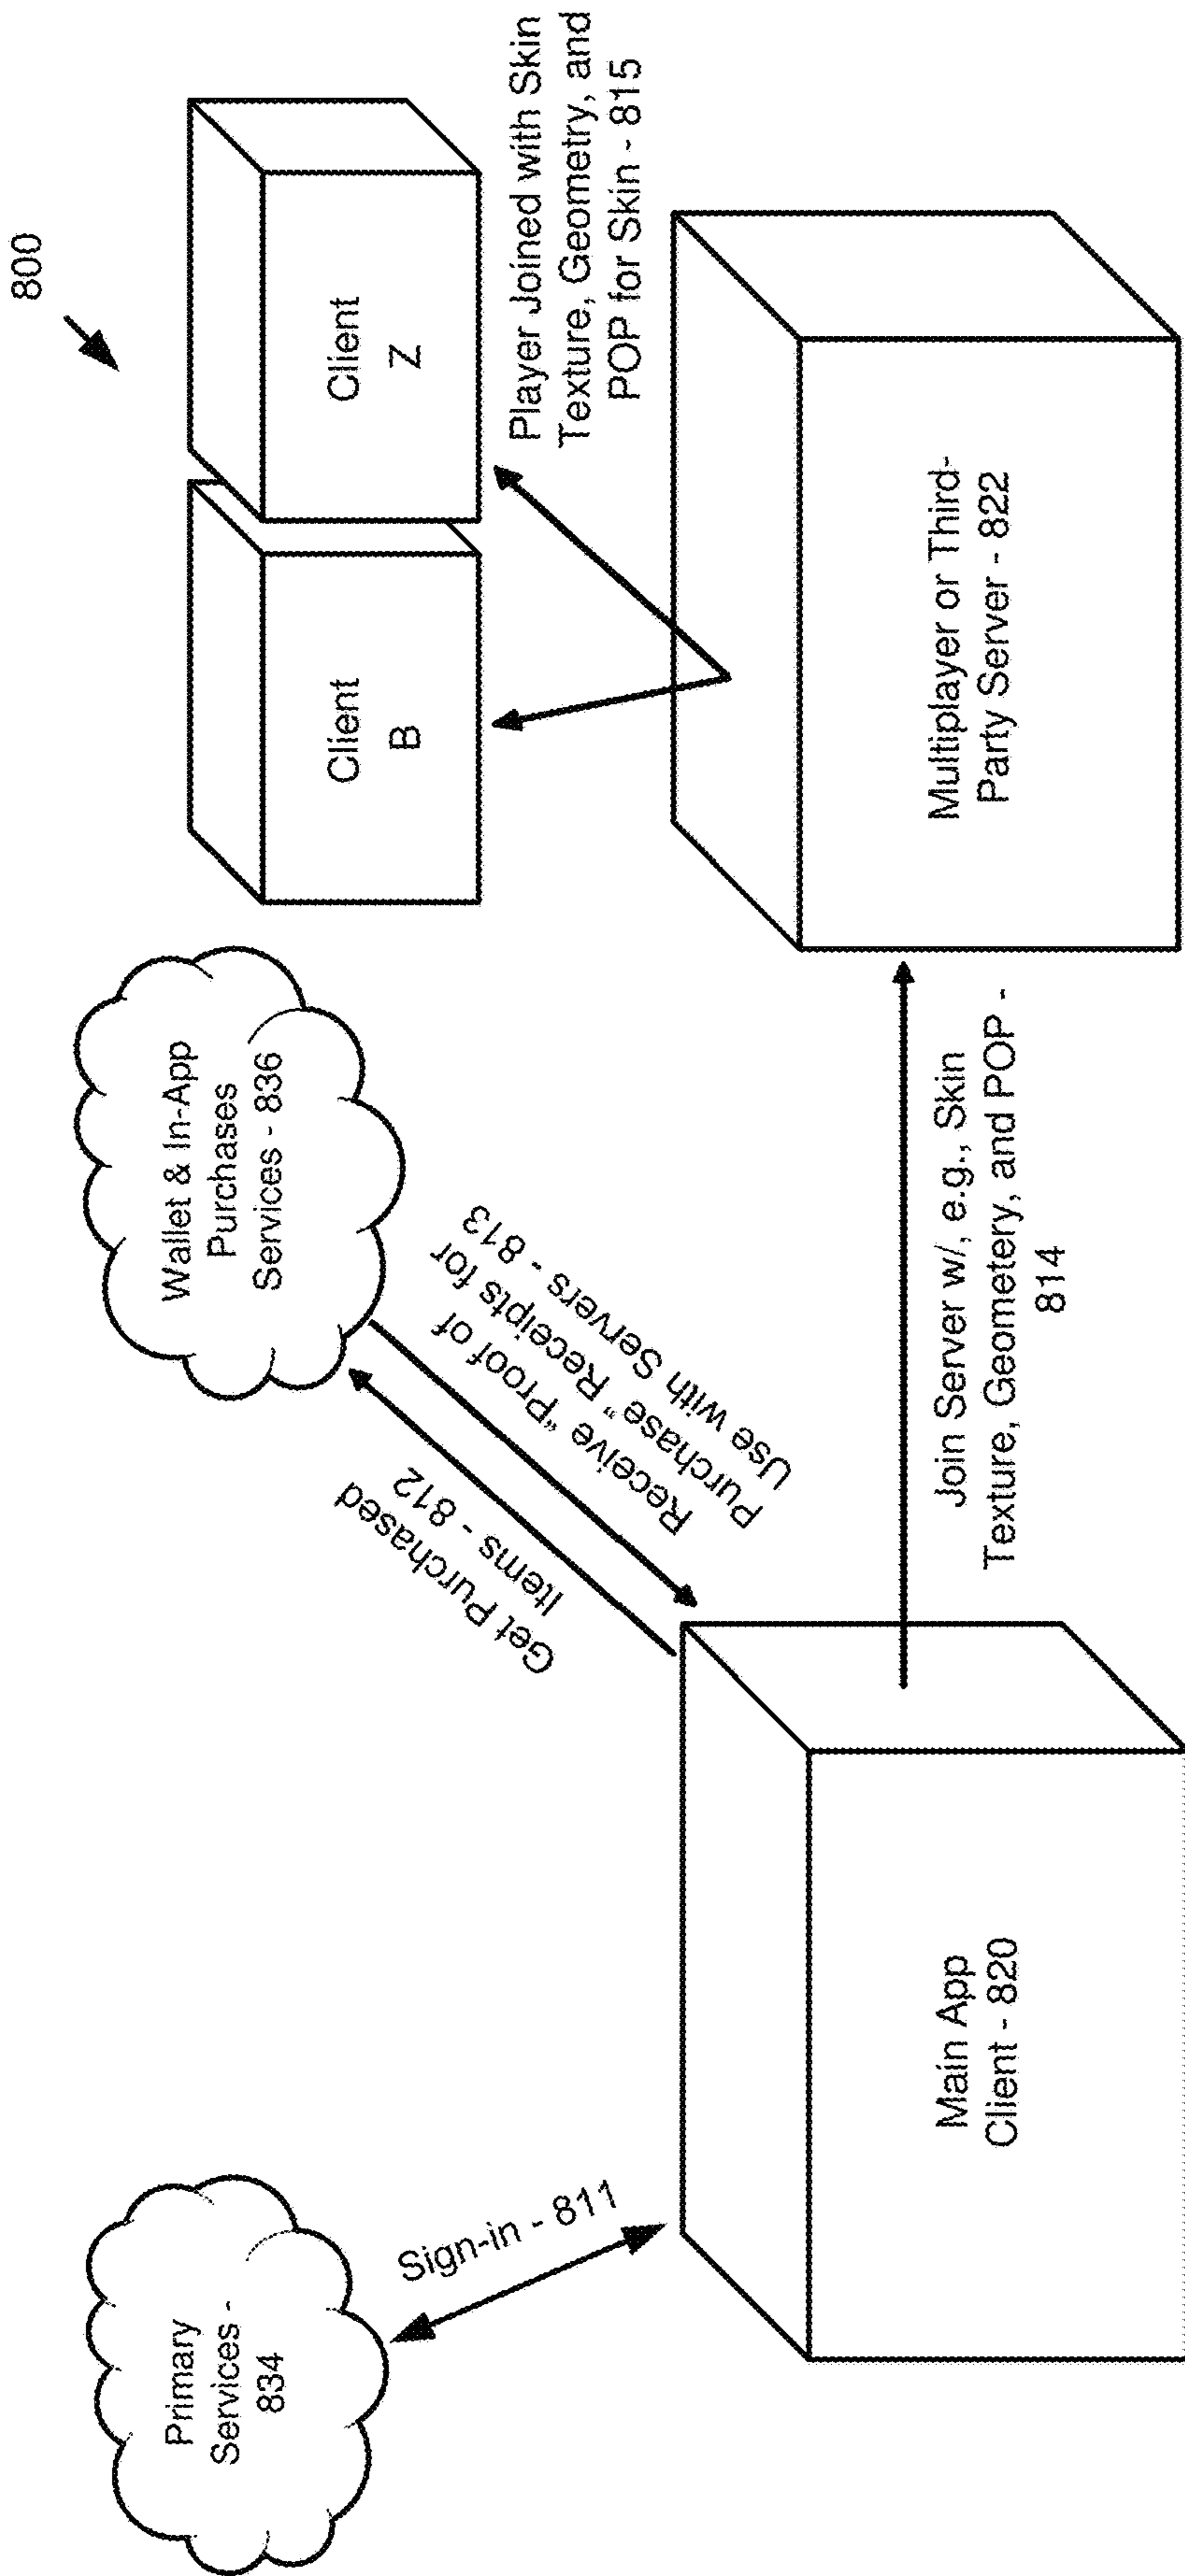 800
Primary
Services -
834
Sign-in - 811
Wallet & In-App
Purchases
Services - 836
Get Purchased
Items - 812
Receive “Proof of
Purchase” Receipts for
Use with Servers - 813
Client
B
Client
Z
Player Joined with Skin
Texture, Geometry, and
POP for Skin - 815
Main App
Client - 820
Join Server w/, e.g., Skin
Texture, Geometery, and POP -
814
Multiplayer or Third-
Party Server - 822